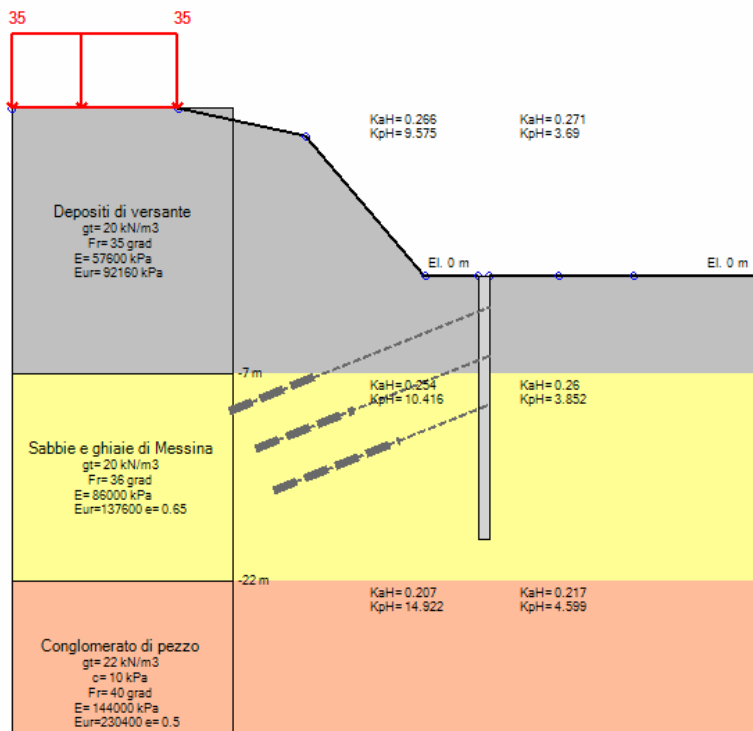 35 35
KaH= 0.266 KaH= 0.271
KpH= 9.575 KpH= 3.69
Depositi di versante
gt= 20 kN/m3
Fr= 35 grad
E= 57600 kPa
Eur= 92160 kPa
El. 0 m El. 0 m
-7 m
KaH= 0.254 KaH= 0.26
KpH= 10.416 KpH= 3.852
Sabbie e ghiaie di Messina
gt= 20 kN/m3
Fr= 36 grad
E= 86000 kPa
Eur=137600 e= 0.65
-22 m
KaH= 0.207 KaH= 0.217
KpH= 14.922 KpH= 4.599
Conglomerato di pezzo
gt= 22 kN/m3
c= 10 kPa
Fr= 40 grad
E= 144000 kPa
Eur=230400 e= 0.5